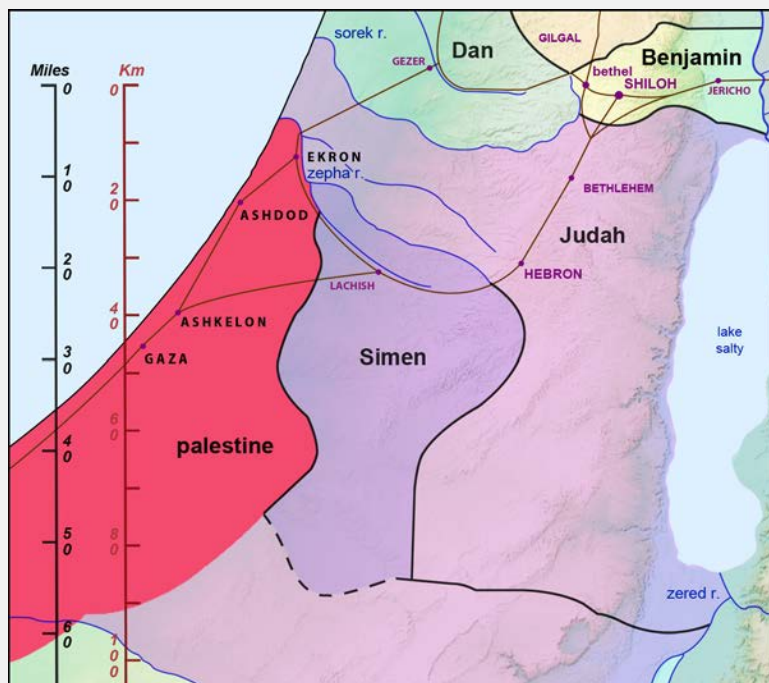 sorek r.
Dan
GILGAL
Benjamin
GEZER
bethel
SHILOH
JERICHO
Miles
Km
0
0
EKRON
zepha r.
10
20
ASHDOD
BETHLEHEM
Judah
20
HEBRON
LACHISH
40
ASHKELON
GAZA
Simen
30
lake
salty
60
palestine
40
50
80
zered r.
60
100